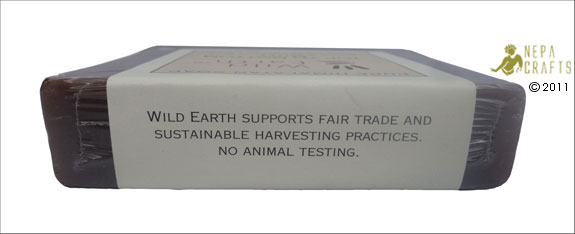 NEPA
CRAFTS
© 2011
WILD EARTH SUPPORTS FAIR TRADE AND
SUSTAINABLE HARVESTING PRACTICES.
NO ANIMAL TESTING.